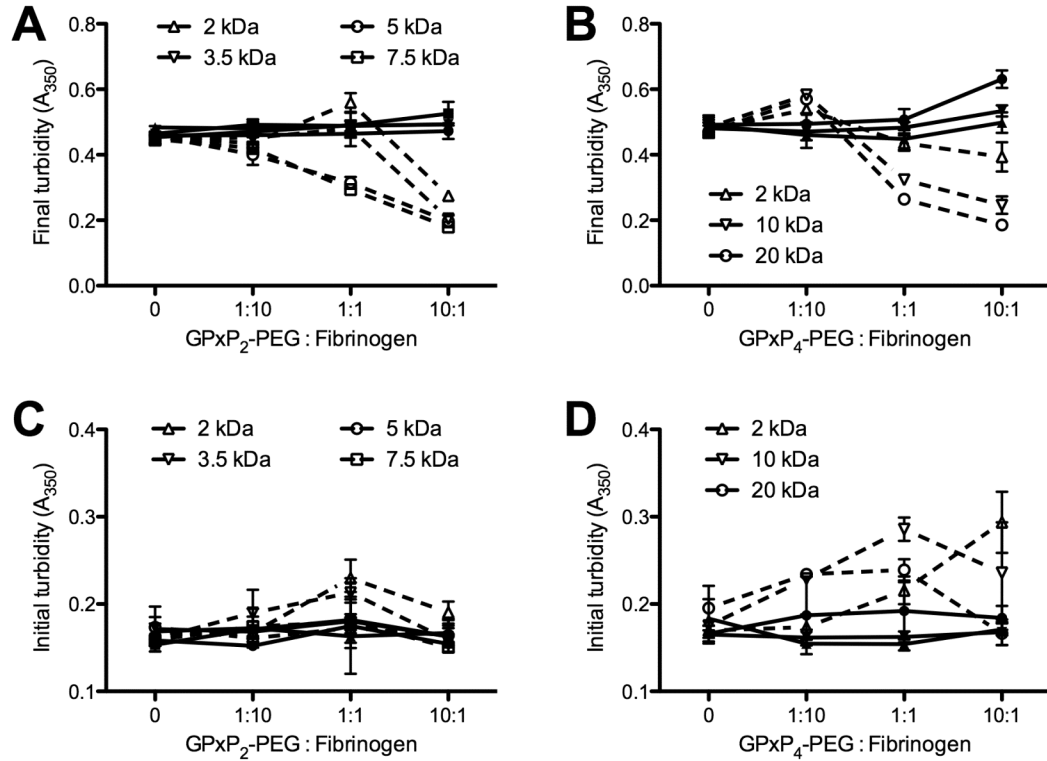 A
Final turbidity (A350)
0.8
0.6
0.4
0.2
0.0
2 kDa
3.5 kDa
5 kDa
7.5 kDa
0
1:10
1:1
10:1
GPxP2-PEG : Fibrinogen
B
Final turbidity (A350)
0.8
0.6
0.4
0.2
0.0
2 kDa
10 kDa
20 kDa
0
1:10
1:1
10:1
GPxP4-PEG : Fibrinogen
C
Initial turbidity (A350)
0.4
0.3
0.2
0.1
2 kDa
3.5 kDa
5 kDa
7.5 kDa
0
1:10
1:1
10:1
GPxP2-PEG : Fibrinogen
D
Initial turbidity (A350)
0.4
0.3
0.2
0.1
2 kDa
10 kDa
20 kDa
0
1:10
1:1
10:1
GPxP4-PEG : Fibrinogen